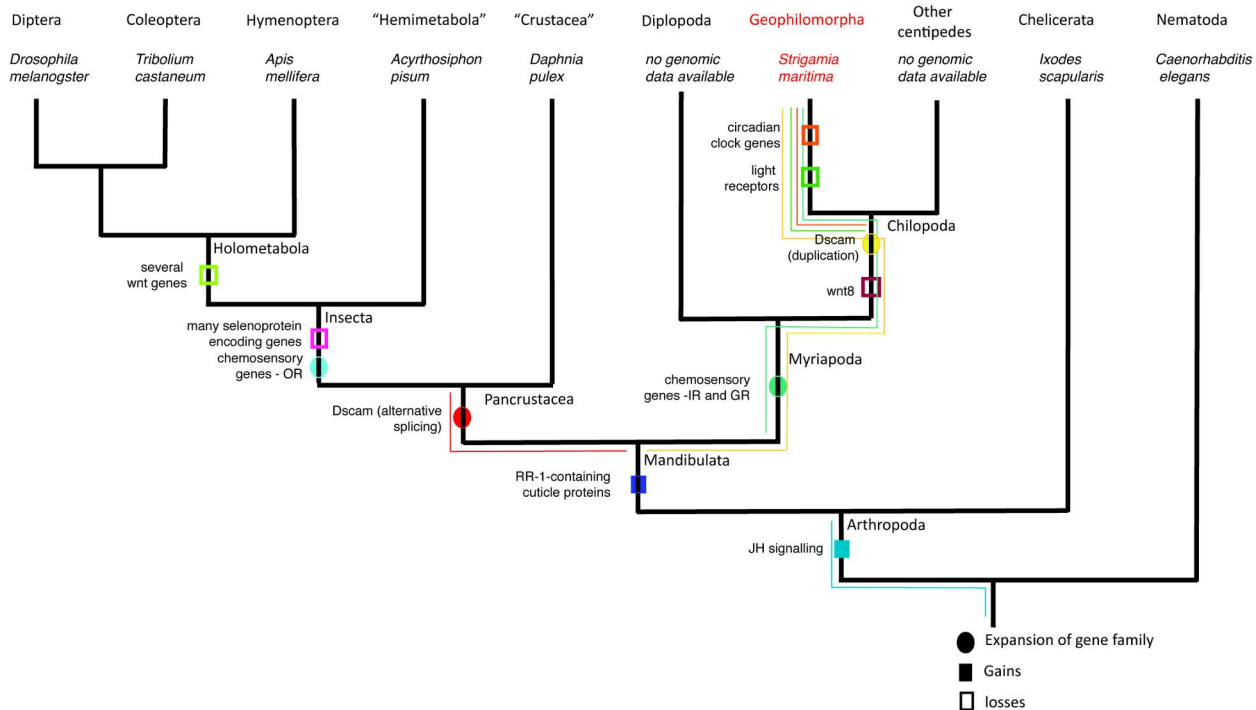 Diptera
Coleoptera
Hymenoptera
“Hemimetabola”
“Crustacea”
Diplopoda
Geophilomorpha
Other
centipedes
Chelicerata
Nematoda
Drosophila
melanogster
Tribolium
castaneum
Apis
mellifera
Acyrthosiphon
pisum
Daphnia
pulex
no genomic
data available
Strigamia
maritima
no genomic
data available
Ixodes
scapularis
Caenorhabditis
elegans
circadian
clock genes
light
receptors
Chilopoda
Dscam
(duplication)
wnt8
Holometabola
several
wnt genes
Insecta
many selenoprotein
encoding genes
chemosensory
genes - OR
Myriapoda
chemosensory
genes -IR and GR
Pancrustacea
Dscam (alternative
splicing)
Mandibulata
RR-1-containing
cuticle proteins
Arthropoda
JH signalling
Expansion of gene family
Gains
losses